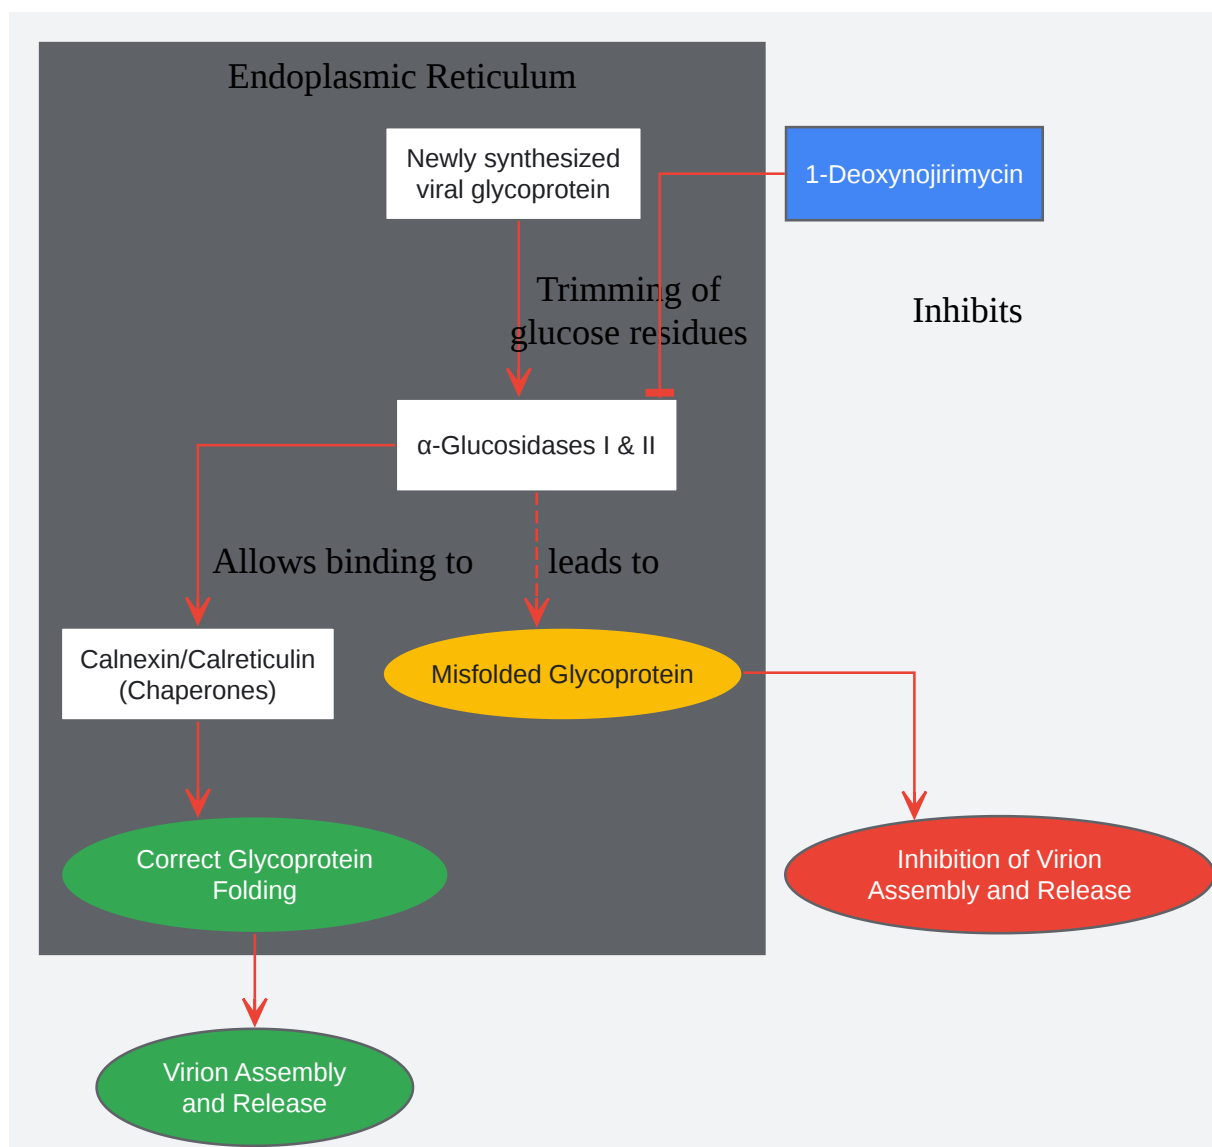 Endoplasmic Reticulum
Newly synthesized
viral glycoprotein
1-Deoxynojirimycin
Trimming of
glucose residues
Inhibits
α-Glucosidases I & II
Allows binding to
leads to
Calnexin/Calreticulin
(Chaperones)
Misfolded Glycoprotein
Correct Glycoprotein
Folding
Inhibition of Virion
Assembly and Release
Virion Assembly
and Release